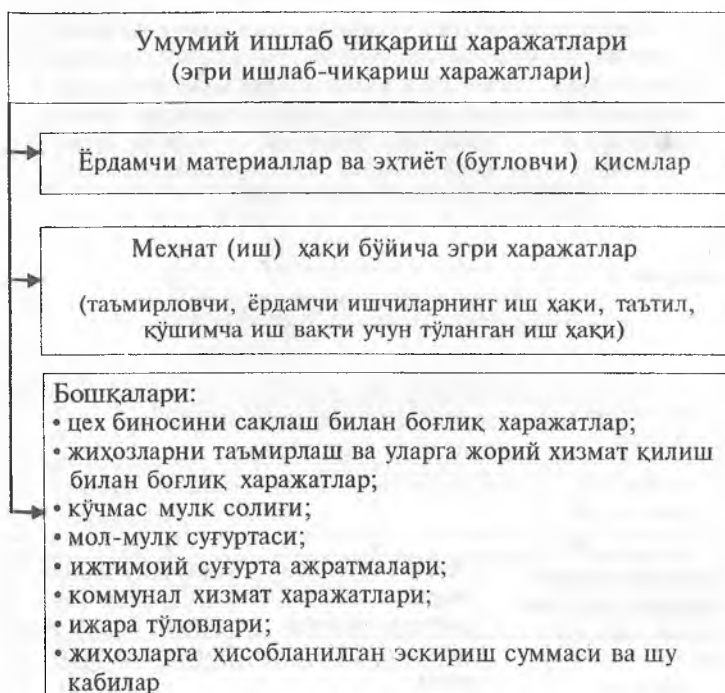 Умумий ишлаб чиқариш харажатлари
(эгри ишлаб-чиқариш харажатлари)
Ёрдамчи материаллар ва эҳтиёт (бутловчи) қисмлар
Меҳнат (иш) ҳақи бўйича эгри харажатлар
(таъмирловчи, ёрдамчи ишчиларнинг иш ҳақи, таътил,
қўшимча иш вақти учун тўланган иш ҳақи)
Бошқалари:
• цех биносини сақлаш билан боғлиқ харажатлар;
• жиҳозларни таъмирлаш ва уларга жорий хизмат қилиш
билан боғлиқ харажатлар;
• кўчмас мулк солиғи;
• мол-мулк суғуртаси;
• ижтимоий суғурта ажратмалари;
• коммунал хизмат харажатлари;
• ижара тўловлари;
• жиҳозларга ҳисобланилган эскириш суммаси ва шу
кабилар